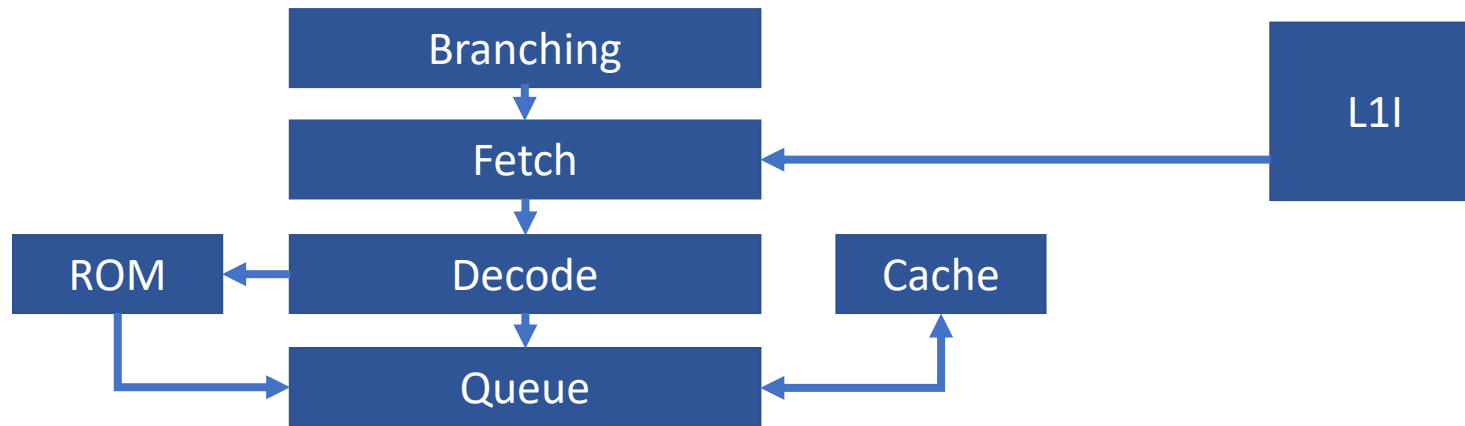 Branching
L1I
Fetch
ROM
Decode
Cache
Queue